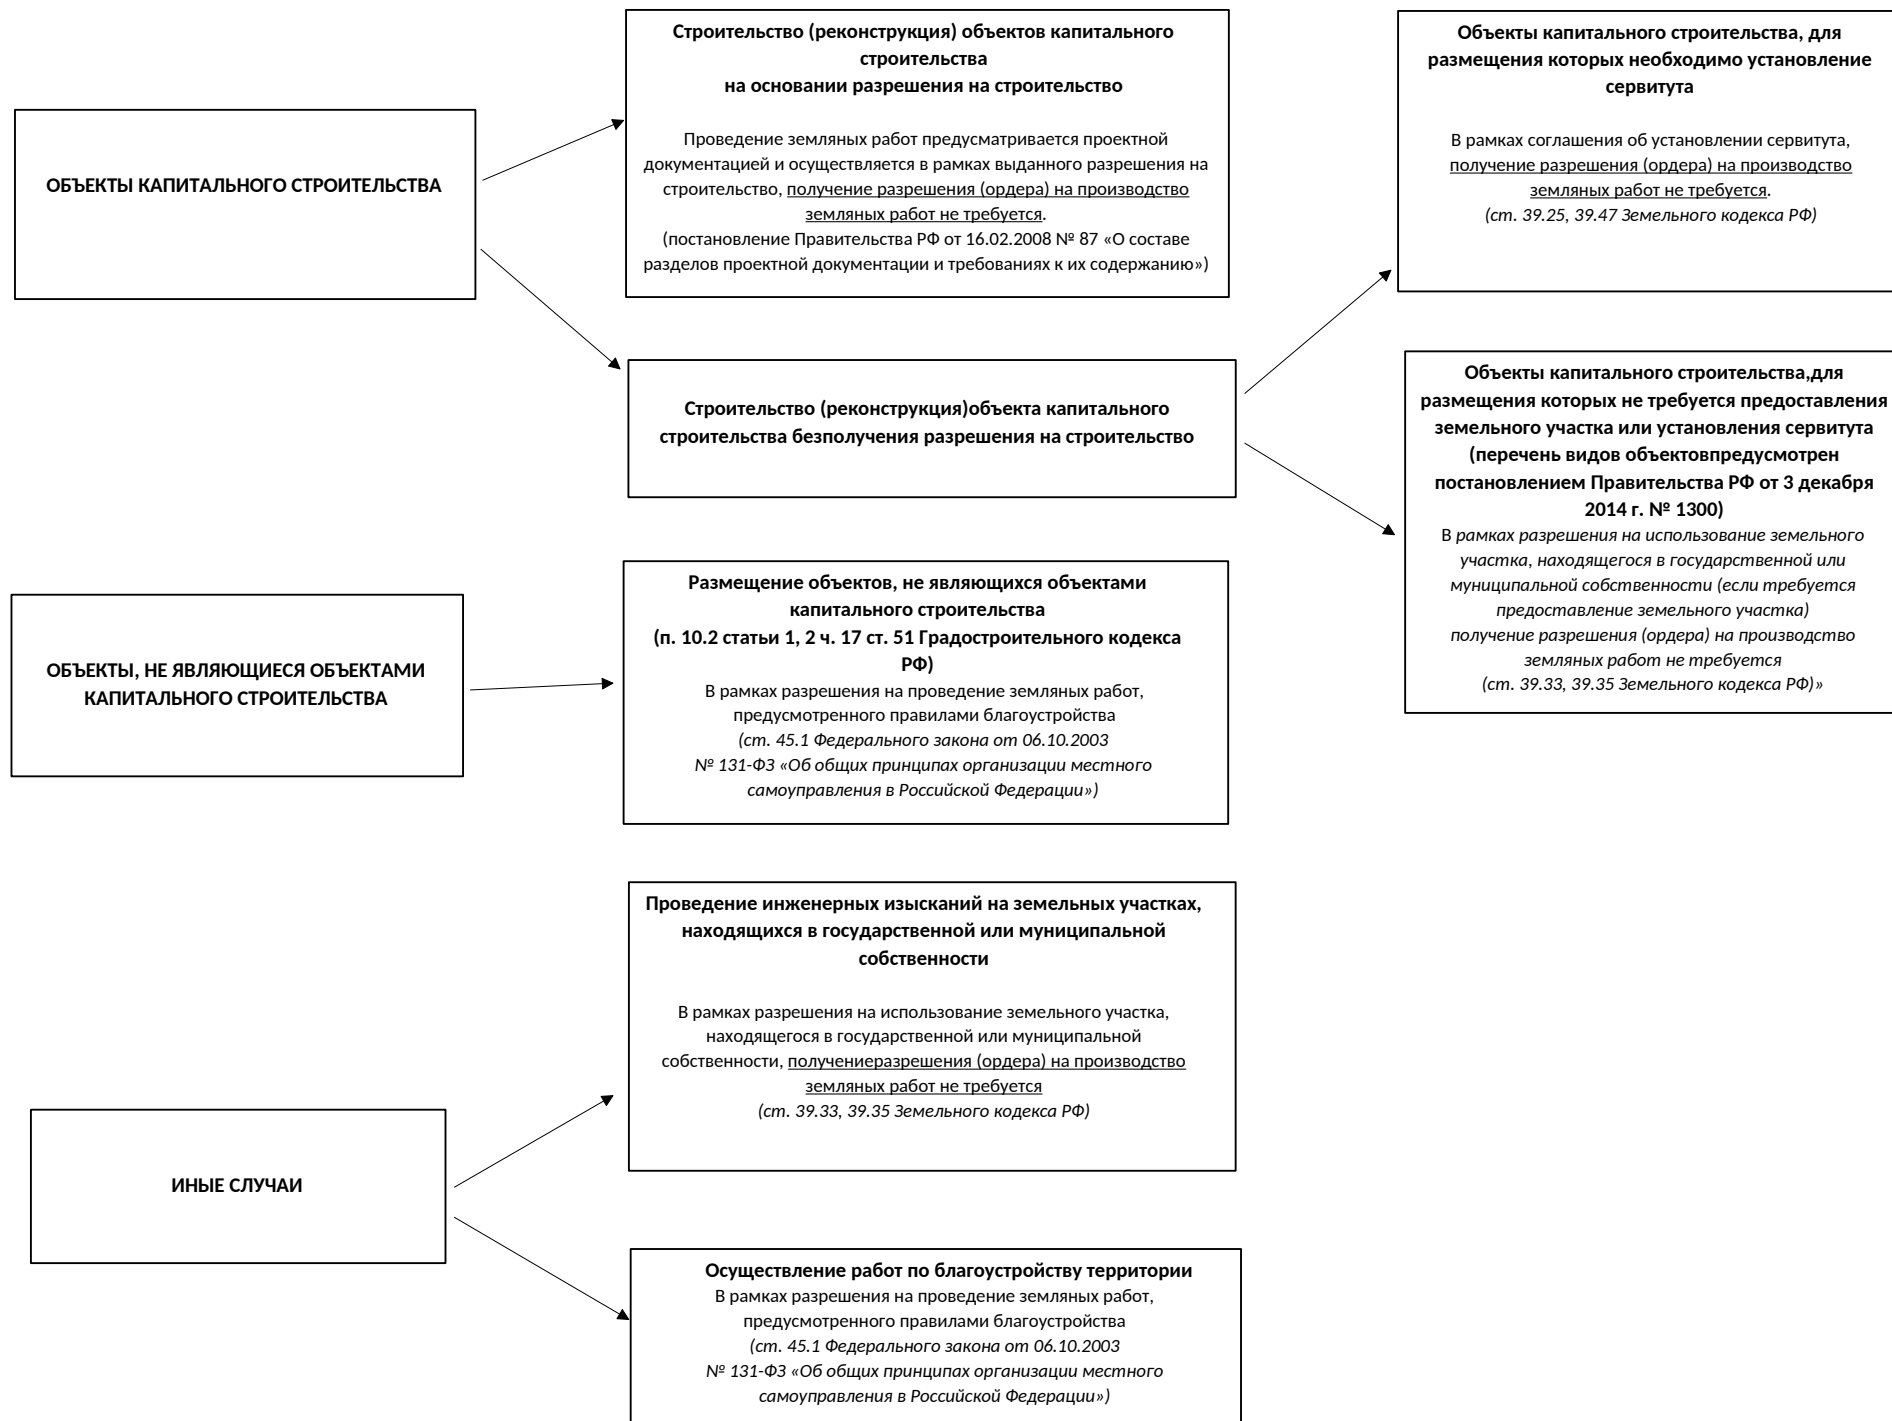 ОБЪЕКТЫ КАПИТАЛЬНОГО СТРОИТЕЛЬСТВА
Строительство (реконструкция) объектов капитального
строительства
на основании разрешения на строительство
Проведение земляных работ предусматривается проектной
документацией и осуществляется в рамках выданного разрешения на
строительство, получение разрешения (ордера) на производство
земляных работ не требуется.
(постановление Правительства РФ от 16.02.2008 № 87 «О составе
разделов проектной документации и требованиях к их содержанию»)
Строительство (реконструкция)объекта капитального
строительства безполучения разрешения на строительство
Объекты капитального строительства, для
размещения которых необходимо установление
сервитута
В рамках соглашения об установлении сервитута,
получение разрешения (ордера) на производство
земляных работ не требуется.
(ст. 39.25, 39.47 Земельного кодекса РФ)
Объекты капитального строительства,для
размещения которых не требуется предоставления
земельного участка или установления сервитута
(перечень видов объектовпредусмотрен
постановлением Правительства РФ от 3 декабря
2014 г. № 1300)
В рамках разрешения на использование земельного
участка, находящегося в государственной или
муниципальной собственности (если требуется
предоставление земельного участка)
получение разрешения (ордера) на производство
земляных работ не требуется
(ст. 39.33, 39.35 Земельного кодекса РФ)»
ОБЪЕКТЫ, НЕ ЯВЛЯЮЩИЕСЯ ОБЪЕКТАМИ
КАПИТАЛЬНОГО СТРОИТЕЛЬСТВА
Размещение объектов, не являющихся объектами
капитального строительства
(п. 10.2 статьи 1, 2 ч. 17 ст. 51 Градостроительного кодекса
РФ)
В рамках разрешения на проведение земляных работ,
предусмотренного правилами благоустройства
(ст. 45.1 Федерального закона от 06.10.2003
№ 131-ФЗ «Об общих принципах организации местного
самоуправления в Российской Федерации»)
ИНЫЕ СЛУЧАИ
Проведение инженерных изысканий на земельных участках,
находящихся в государственной или муниципальной
собственности
В рамках разрешения на использование земельного участка,
находящегося в государственной или муниципальной
собственности, получениеразрешения (ордера) на производство
земляных работ не требуется
(ст. 39.33, 39.35 Земельного кодекса РФ)
Осуществление работ по благоустройству территории
В рамках разрешения на проведение земляных работ,
предусмотренного правилами благоустройства
(ст. 45.1 Федерального закона от 06.10.2003
№ 131-ФЗ «Об общих принципах организации местного
самоуправления в Российской Федерации»)